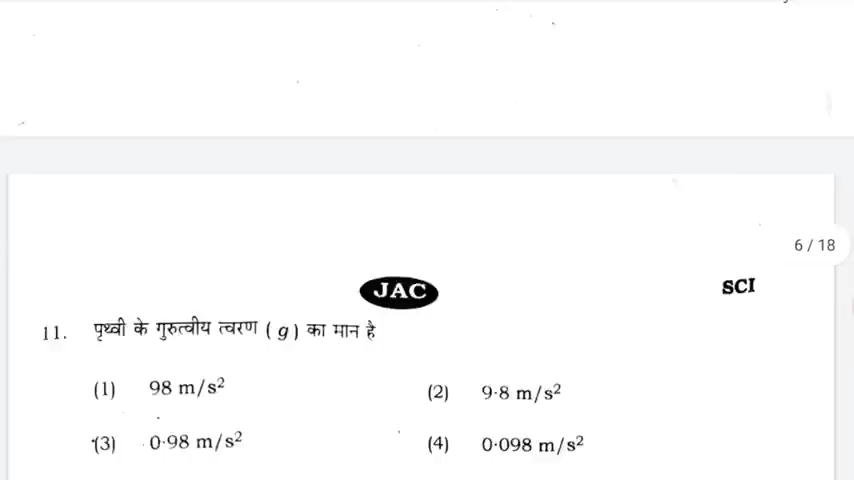 6 / 18
JAC
SCI
11. पृथ्वी के गुरुत्वीय त्वरण ( g ) का मान है
(1) 98 m/s² (2) 9·8 m/s²
(3) 0·98 m/s² (4) 0·098 m/s²